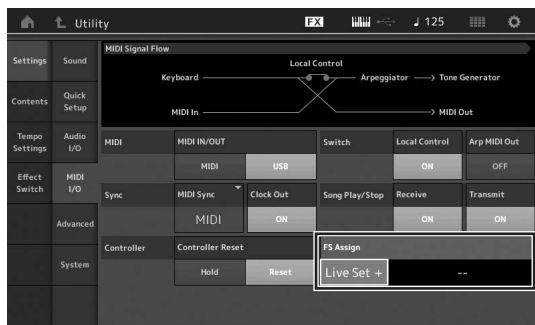 Utility FX ♩ 125
Settings Sound
Contents Quick Setup
Tempo Settings Audio I/O
Effect Switch MIDI I/O
Advanced
System
MIDI Signal Flow
Local Control
Keyboard Arpeggiator Tone Generator
MIDI In MIDI Out
MIDI MIDI IN/OUT Switch Local Control Arp MIDI Out
MIDI USB ON OFF
Sync MIDI Sync Clock Out Song Play/Stop Receive Transmit
MIDI ON ON ON
Controller Controller Reset FS Assign
Hold Reset Live Set + --